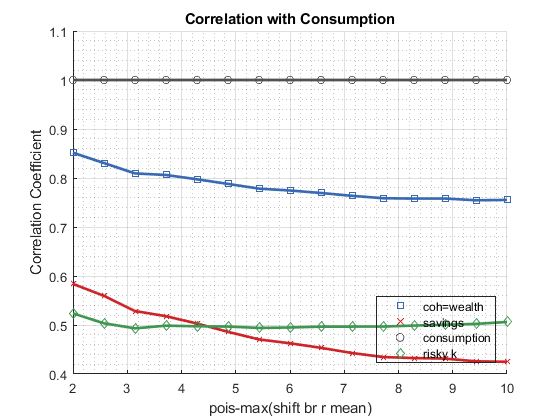 Correlation with Consumption
1.1
1
0.9
0.8
0.7
0.6
0.5
0.4
Correlation Coefficient
coh=wealth
savings
consumption
risky k
2 3 4 5 6 7 8 9 10
pois-max(shift br r mean)